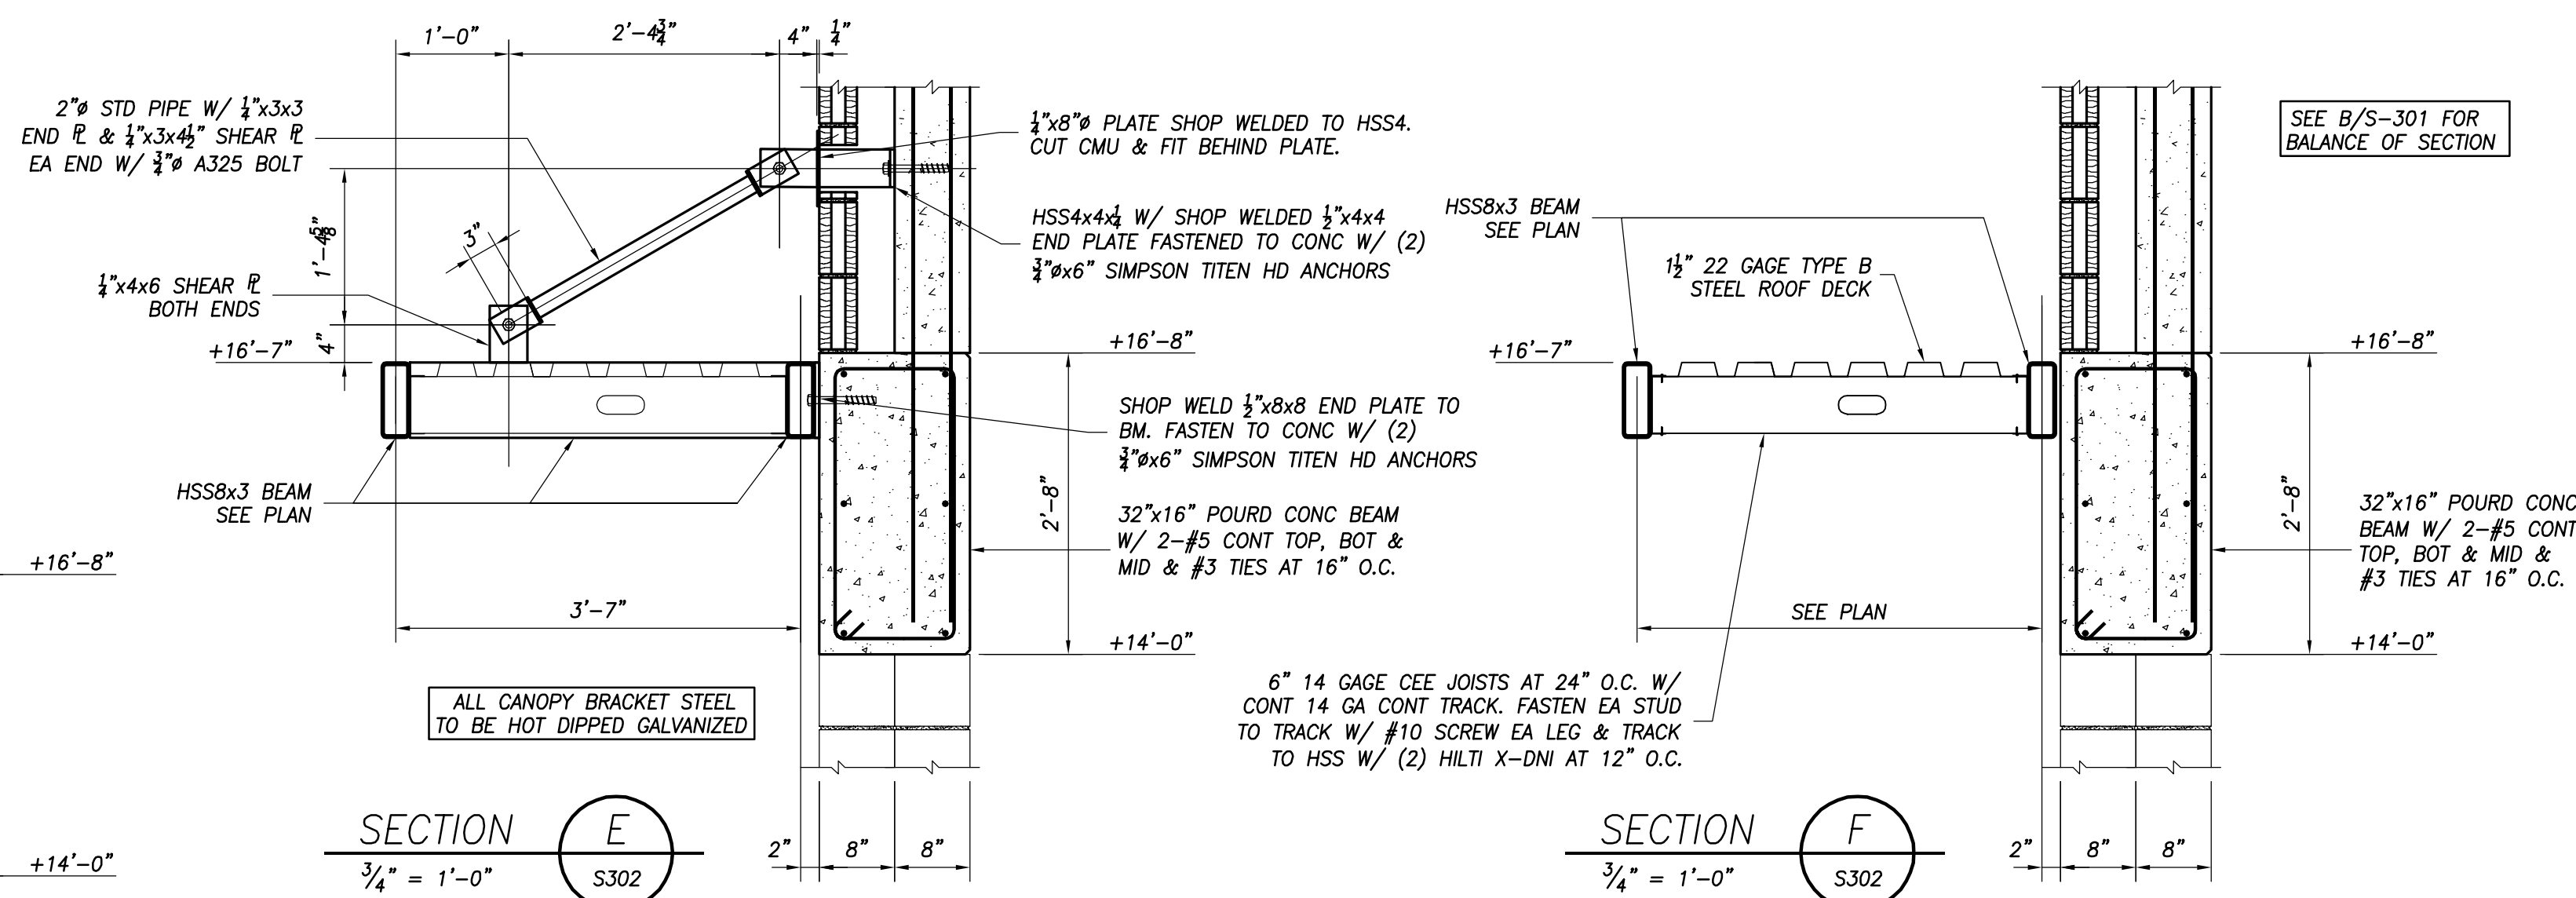 1'-0"
2'-4 3/4"
4"
1/4"
2"ø STD PIPE W/ 1/4"x3x3
END ℙL & 1/4"x3x4 1/2" SHEAR ℙL
EA END W/ 3/4"ø A325 BOLT
1'-4 5/8"
3"
4"
1/4"x4x6 SHEAR ℙL
BOTH ENDS
+16'-7"
HSS8x3 BEAM
SEE PLAN
+16'-8"
+14'-0"
3'-7"
1/4"x8"ø PLATE SHOP WELDED TO HSS4.
CUT CMU & FIT BEHIND PLATE.
HSS4x4x1/4 W/ SHOP WELDED 1/2"x4x4
END PLATE FASTENED TO CONC W/ (2)
3/4"øx6" SIMPSON TITEN HD ANCHORS
+16'-8"
SHOP WELD 1/2"x8x8 END PLATE TO
BM. FASTEN TO CONC W/ (2)
3/4"øx6" SIMPSON TITEN HD ANCHORS
2'-8"
32"x16" POURD CONC BEAM
W/ 2-#5 CONT TOP, BOT &
MID & #3 TIES AT 16" O.C.
+14'-0"
ALL CANOPY BRACKET STEEL
TO BE HOT DIPPED GALVANIZED
SECTION
E
3/4" = 1'-0"
S302
2"
8"
8"
SEE B/S-301 FOR
BALANCE OF SECTION
HSS8x3 BEAM
SEE PLAN
1 1/2" 22 GAGE TYPE B
STEEL ROOF DECK
+16'-7"
+16'-8"
2'-8"
32"x16" POURD CONC
BEAM W/ 2-#5 CONT
TOP, BOT & MID &
#3 TIES AT 16" O.C.
SEE PLAN
+14'-0"
6" 14 GAGE CEE JOISTS AT 24" O.C. W/
CONT 14 GA CONT TRACK. FASTEN EA STUD
TO TRACK W/ #10 SCREW EA LEG & TRACK
TO HSS W/ (2) HILTI X-DNI AT 12" O.C.
SECTION
F
3/4" = 1'-0"
S302
2"
8"
8"